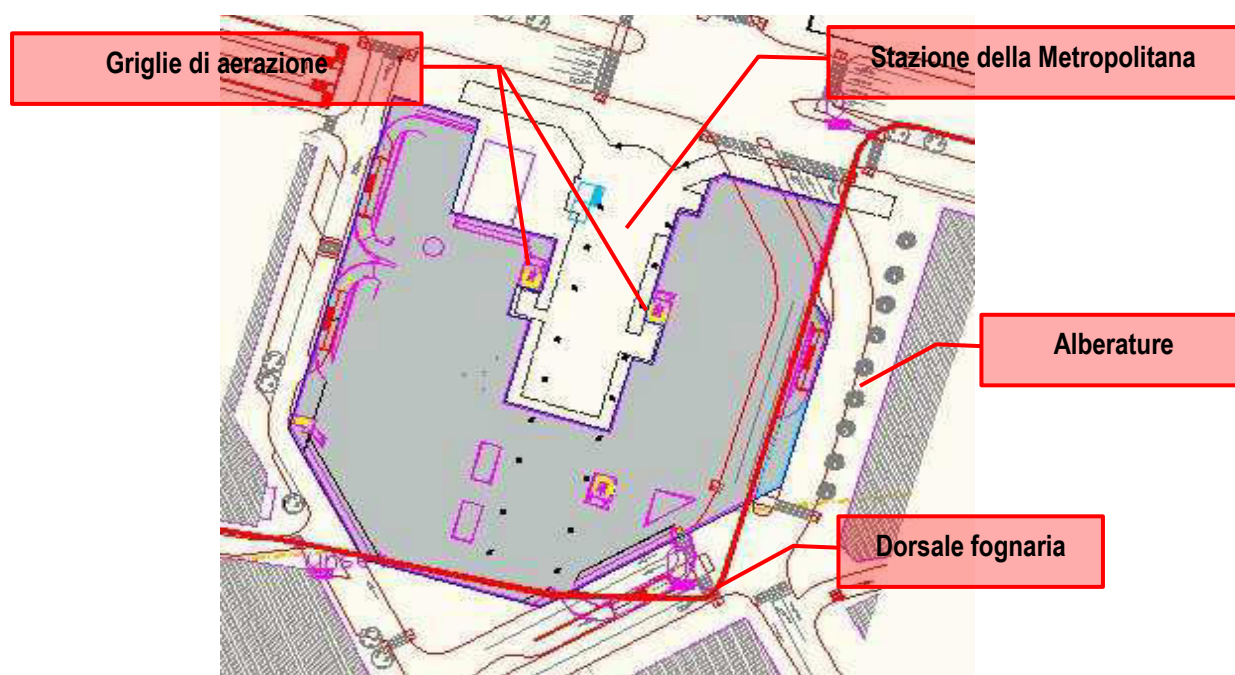 Griglie di aerazione
Stazione della Metropolitana
Alberature
Dorsale fognaria